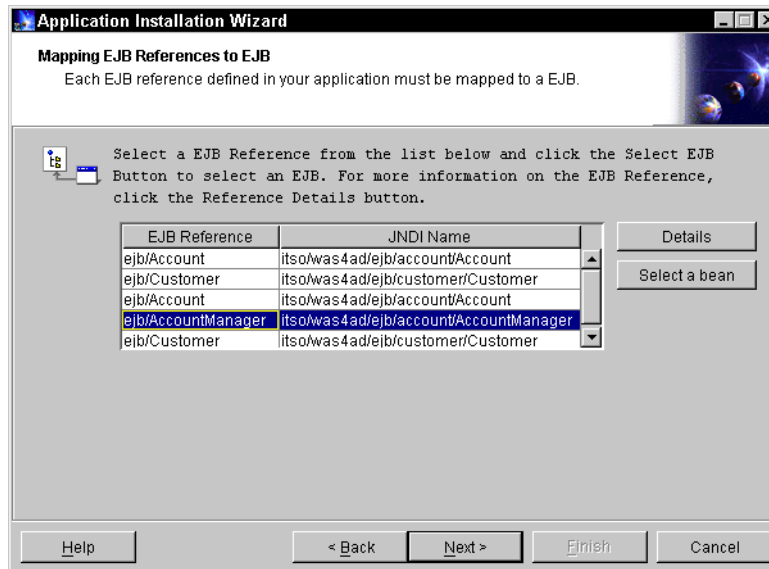 Application Installation Wizard
Mapping EJB References to EJB
Each EJB reference defined in your application must be mapped to a EJB.
Select a EJB Reference from the list below and click the Select EJB
Button to select an EJB. For more information on the EJB Reference,
click the Reference Details button.
EJB Reference JNDI Name
ejb/Account itso/was4ad/ejb/account/Account
ejb/Customer itso/was4ad/ejb/customer/Customer
ejb/Account itso/was4ad/ejb/account/Account
ejb/AccountManager itso/was4ad/ejb/account/AccountManager
ejb/Customer itso/was4ad/ejb/customer/Customer
Details
Select a bean
Help
< Back
Next >
Finish
Cancel